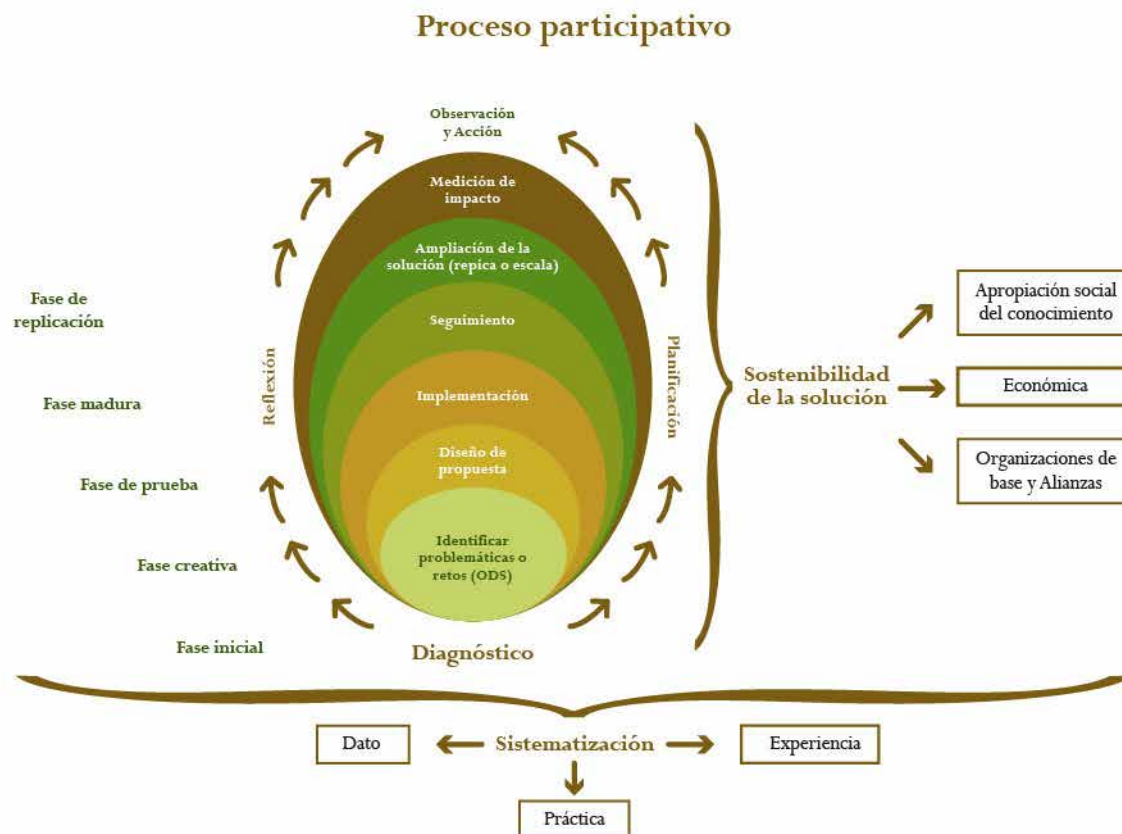 Proceso participativo
Observación
y Acción
Medición de
impacto
Ampliación de la
solución (repica o escala)
Seguimiento
Implementación
Diseño de
propuesta
Identificar
problemáticas o
retos (ODS)
Diagnóstico
Reflexión
Planificación
Fase de
replicación
Fase madura
Fase de prueba
Fase creativa
Fase inicial
Sostenibilidad
de la solución
Apropiación social
del conocimiento
Económica
Organizaciones de
base y Alianzas
Dato
Sistematización
Experiencia
Práctica